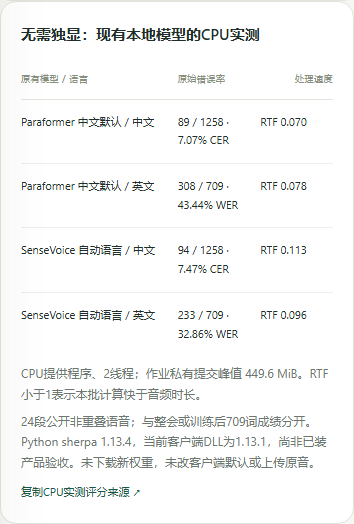 无需独显：现有本地模型的CPU实测
原有模型 / 语言 原始错误率 处理速度
Paraformer 中文默认 / 中文 89 / 1258 · RTF 0.070
7.07% CER
Paraformer 中文默认 / 英文 308 / 709 · RTF 0.078
43.44% WER
SenseVoice 自动语言 / 中文 94 / 1258 · RTF 0.113
7.47% CER
SenseVoice 自动语言 / 英文 233 / 709 · RTF 0.096
32.86% WER
CPU提供程序、2线程；作业私有提交峰值 449.6 MiB。RTF
小于1表示本批计算快于音频时长。
24段公开非重叠语音；与整会或训练后709词成绩分开。
Python sherpa 1.13.4，当前客户端DLL为1.13.1，尚非已装
产品验收。未下载新权重，未改客户端默认或上传原音。
复制CPU实测评分来源 ↗